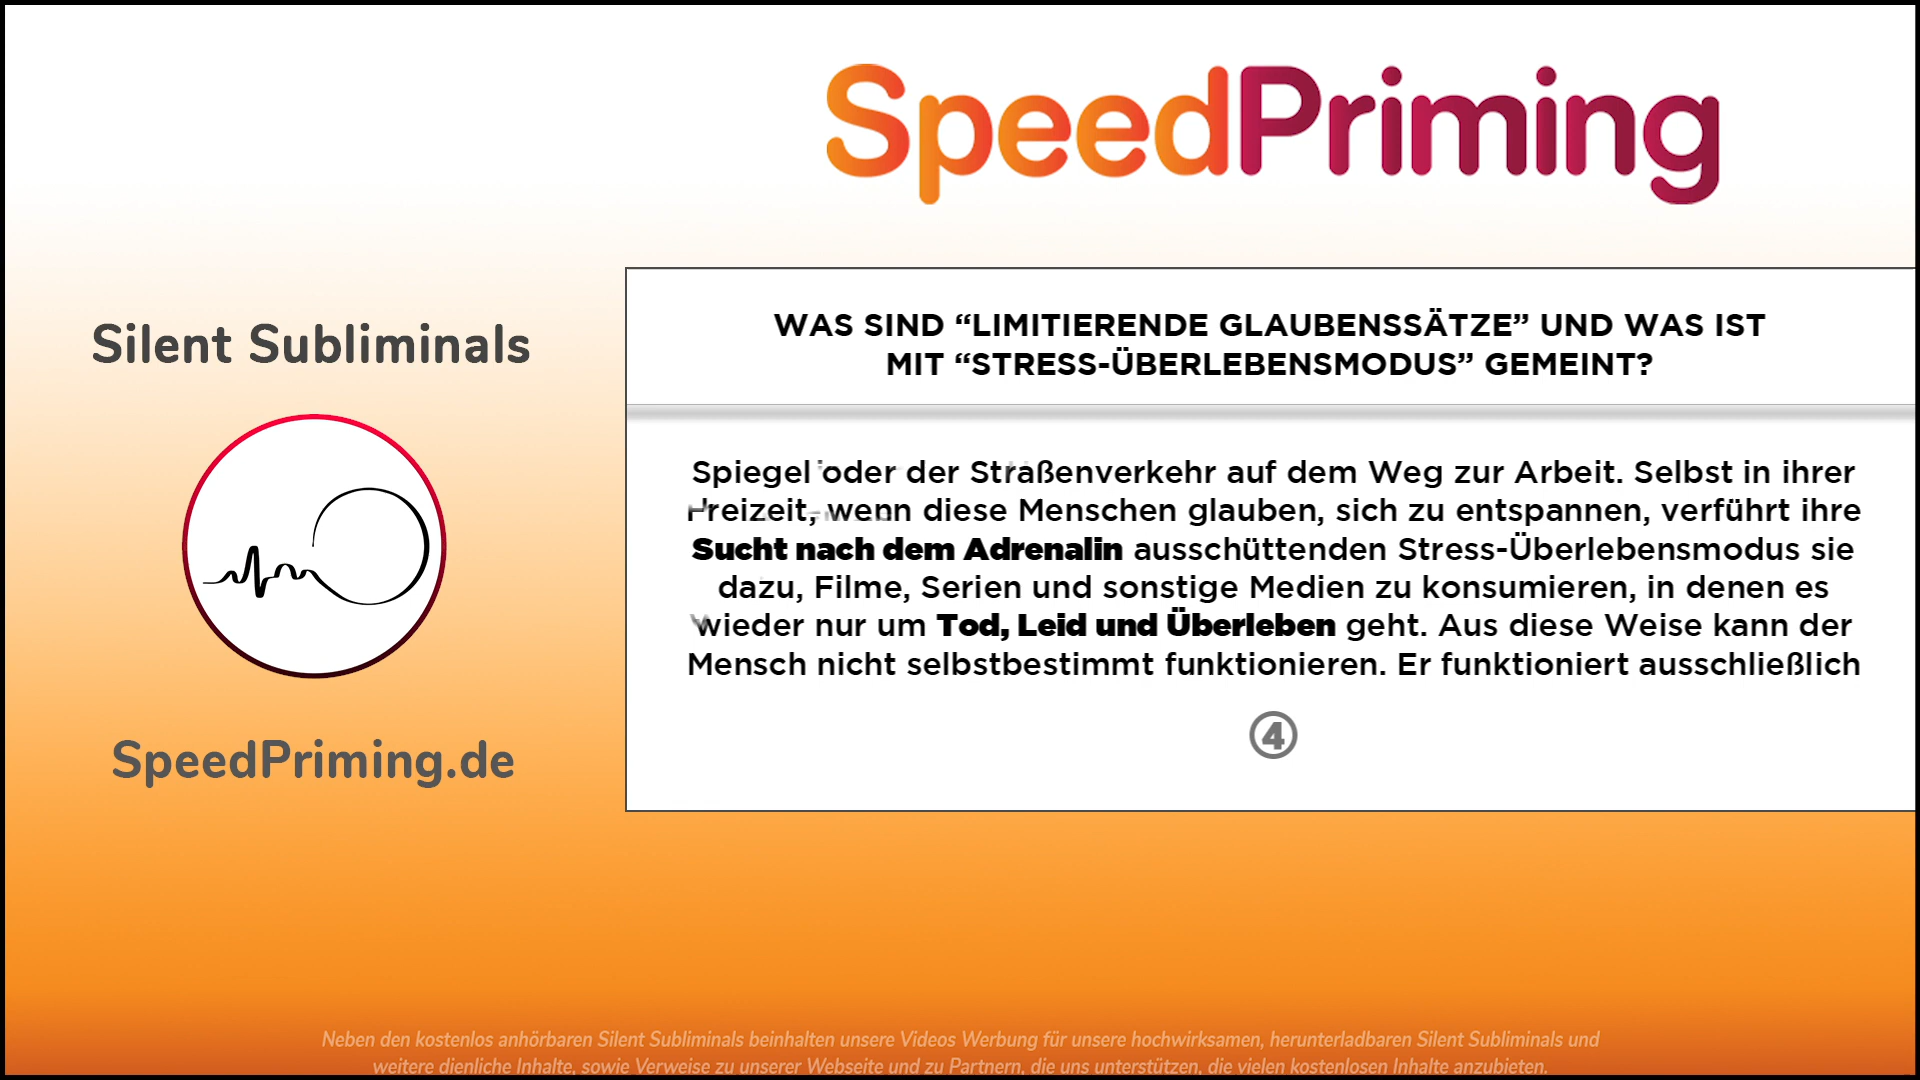 SpeedPriming
Silent Subliminals
SpeedPriming.de
WAS SIND “LIMITIERENDE GLAUBENSSÄTZE” UND WAS IST
MIT “STRESS-ÜBERLEBENSMODUS” GEMEINT?
Spiegel oder der Straßenverkehr auf dem Weg zur Arbeit. Selbst in ihrer
Freizeit, wenn diese Menschen glauben, sich zu entspannen, verführt ihre
Sucht nach dem Adrenalin ausschüttenden Stress-Überlebensmodus sie
dazu, Filme, Serien und sonstige Medien zu konsumieren, in denen es
wieder nur um Tod, Leid und Überleben geht. Aus diese Weise kann der
Mensch nicht selbstbestimmt funktionieren. Er funktioniert ausschließlich
4
Neben den kostenlos anhörbaren Silent Subliminals beinhalten unsere Videos Werbung für unsere hochwirksamen, herunterladbaren Silent Subliminals und
weitere dienliche Inhalte, sowie Verweise zu unserer Webseite und zu Partnern, die uns unterstützen, die vielen kostenlosen Inhalte anzubieten.